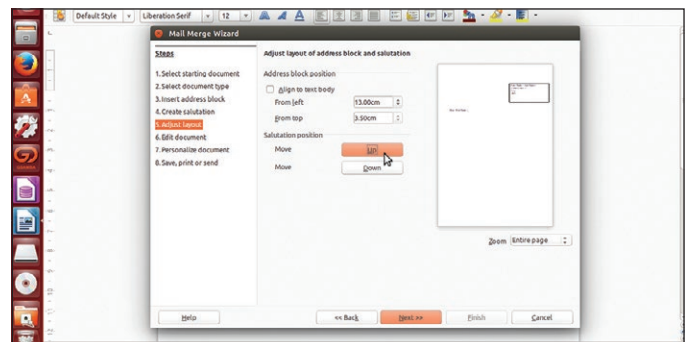 Default Style Liberation Serif 12
Mail Merge Wizard
Steps
Adjust layout of address block and salutation
1.Select starting document
2.Select document type
3.Insert address block
4.Create salutation
5.Adjust layout
6.Edit document
7.Personalize document
8.Save, print or send
Address block position
Align to text body
From left 13.00cm
From top 3.50cm
Salutation position
Move Up
Move Down
Zoom Entire page
Help << Back Next >> Finish Cancel